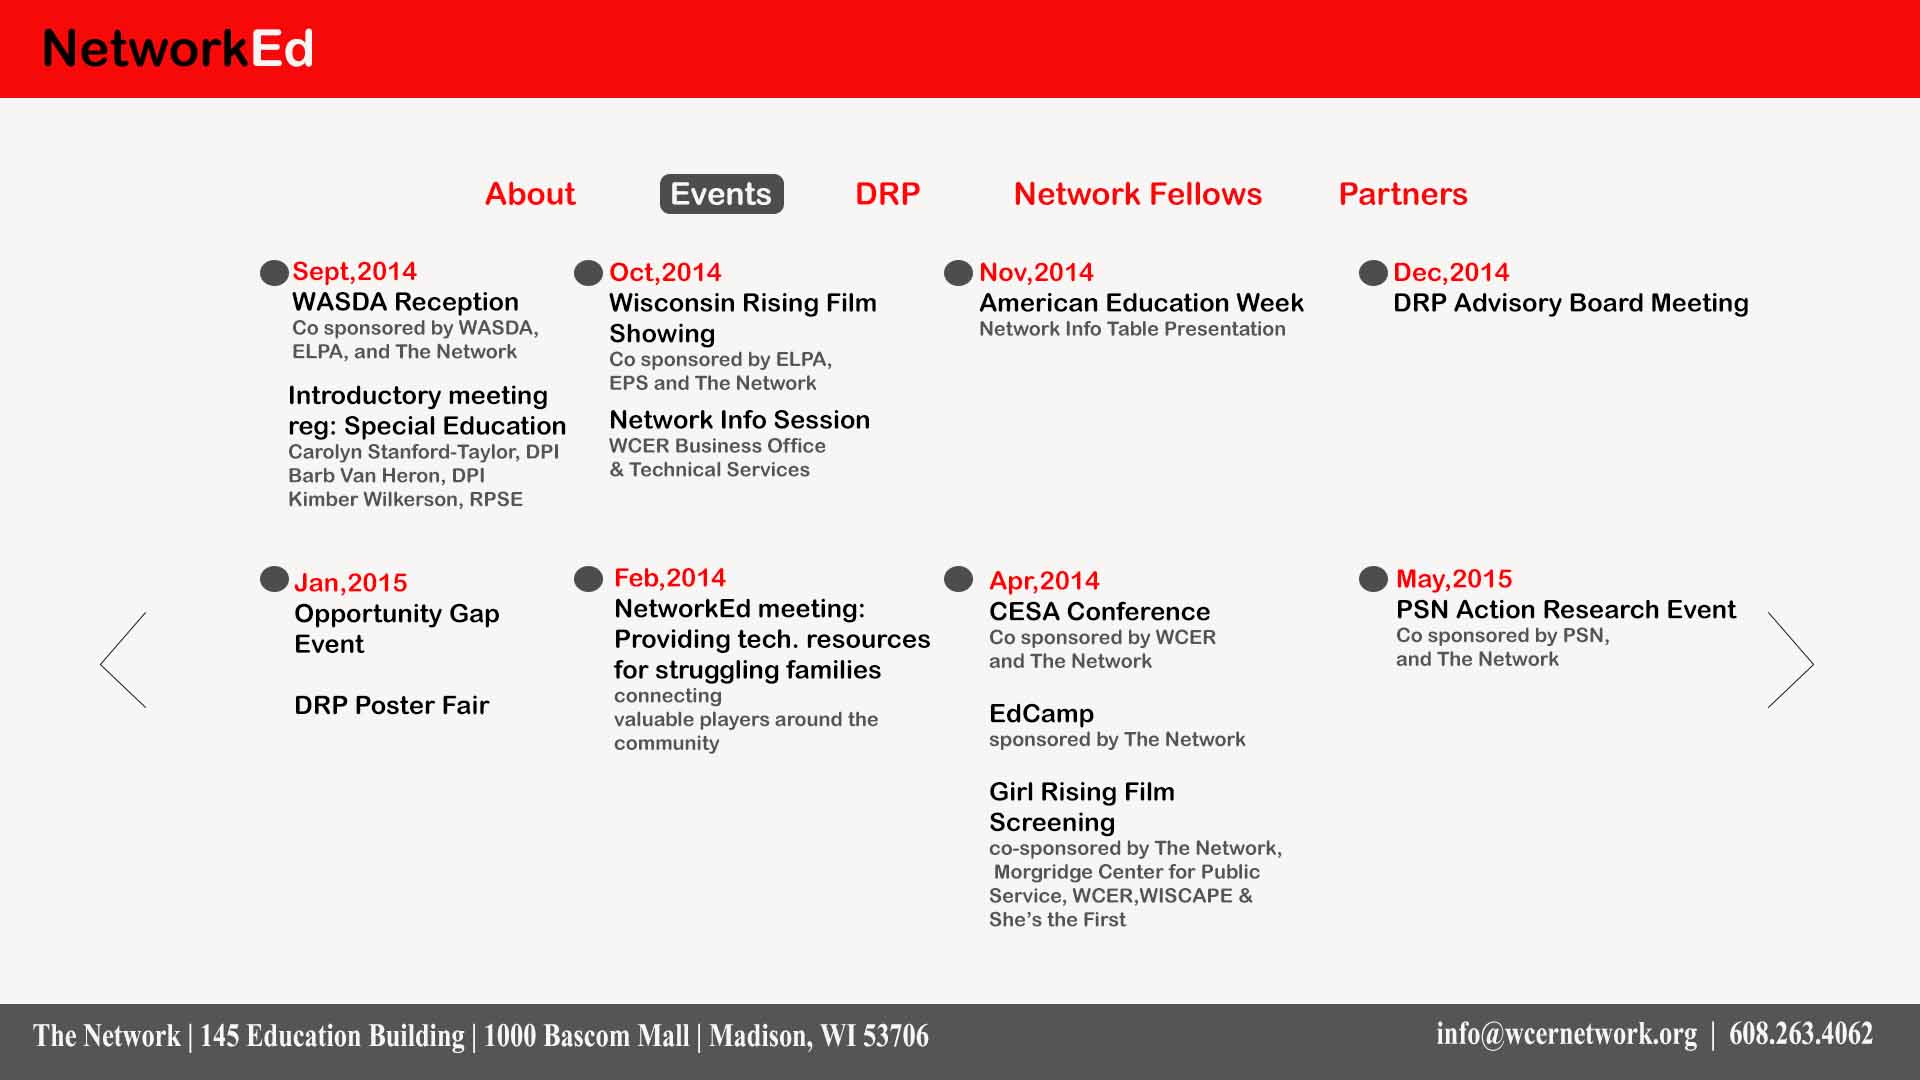 NetworkEd
About Events DRP Network Fellows Partners
Sept,2014
WASDA Reception
Co sponsored by WASDA,
ELPA, and The Network
Introductory meeting
reg: Special Education
Carolyn Stanford-Taylor, DPI
Barb Van Heron, DPI
Kimber Wilkerson, RPSE
Oct,2014
Wisconsin Rising Film
Showing
Co sponsored by ELPA,
EPS and The Network
Network Info Session
WCER Business Office
& Technical Services
Nov,2014
American Education Week
Network Info Table Presentation
Dec,2014
DRP Advisory Board Meeting
Jan,2015
Opportunity Gap
Event
DRP Poster Fair
Feb,2014
NetworkEd meeting:
Providing tech. resources
for struggling families
connecting
valuable players around the
community
Apr,2014
CESA Conference
Co sponsored by WCER
and The Network
EdCamp
sponsored by The Network
Girl Rising Film
Screening
co-sponsored by The Network,
Morgridge Center for Public
Service, WCER,WISCAPE &
She’s the First
May,2015
PSN Action Research Event
Co sponsored by PSN,
and The Network
The Network | 145 Education Building | 1000 Bascom Mall | Madison, WI 53706
info@wcernetwork.org | 608.263.4062